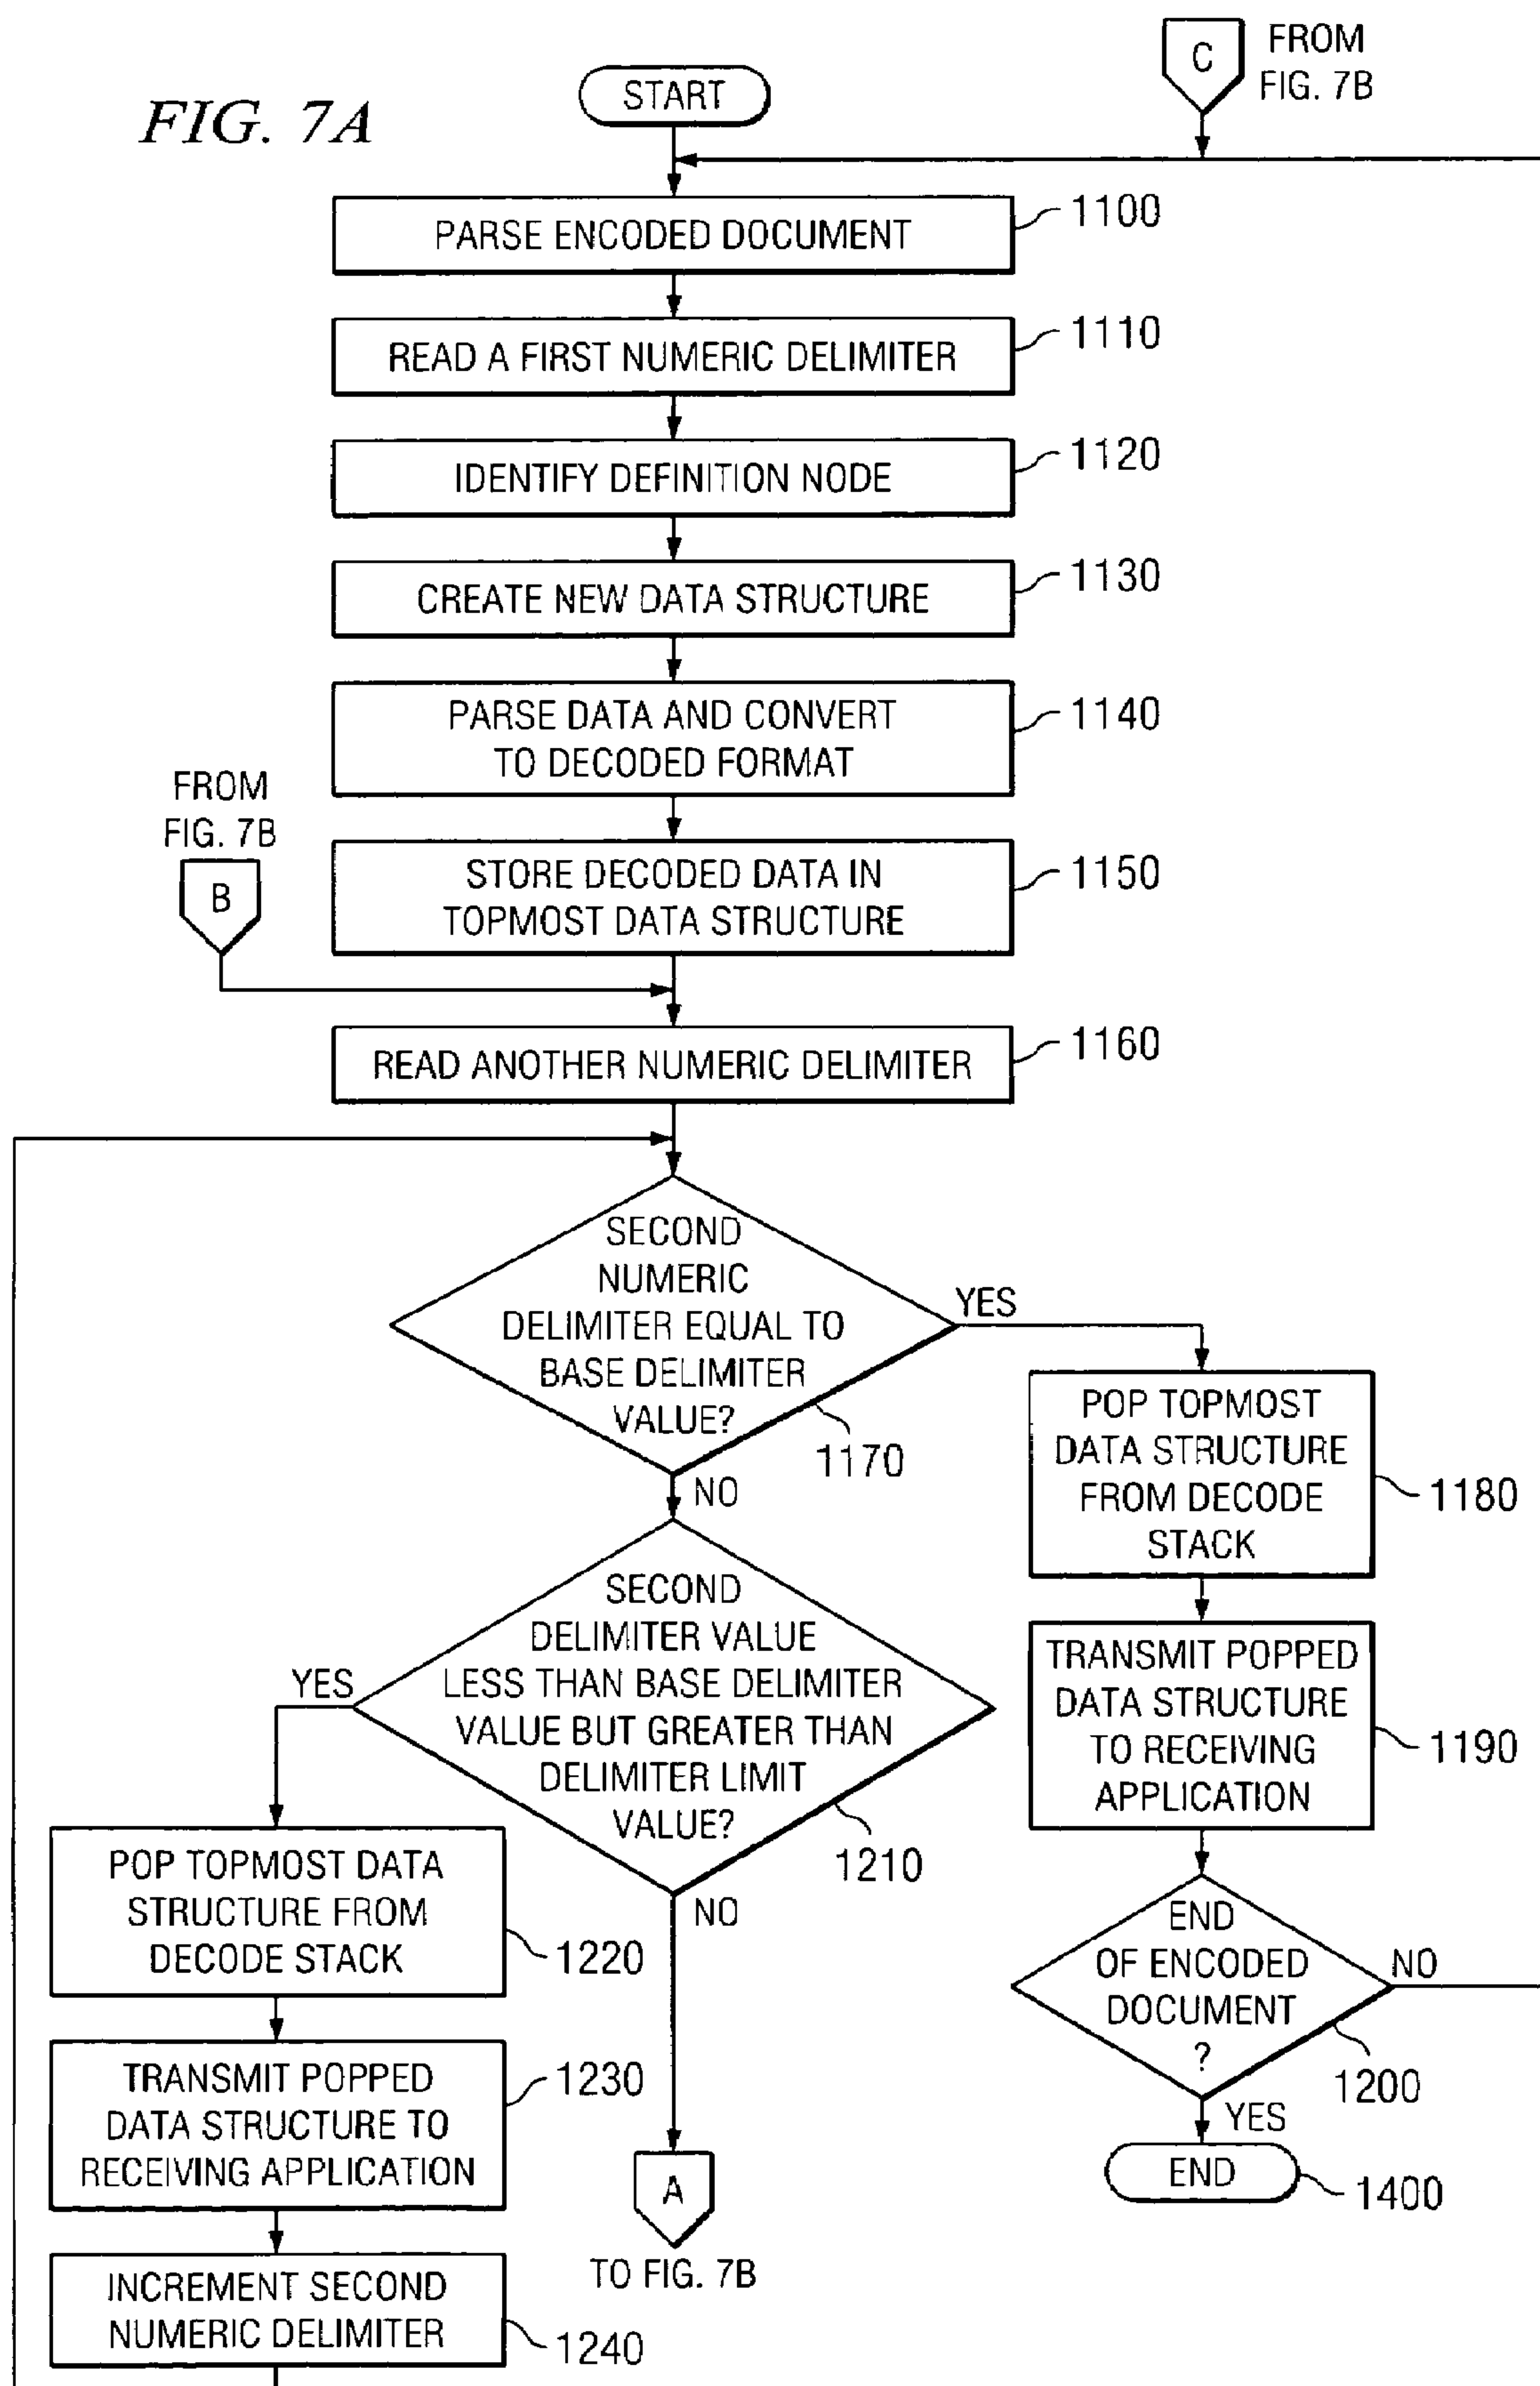 FIG. 7A
START
C
FROM
FIG. 7B
PARSE ENCODED DOCUMENT
1100
READ A FIRST NUMERIC DELIMITER
1110
IDENTIFY DEFINITION NODE
1120
CREATE NEW DATA STRUCTURE
1130
PARSE DATA AND CONVERT
TO DECODED FORMAT
1140
FROM
FIG. 7B
B
STORE DECODED DATA IN
TOPMOST DATA STRUCTURE
1150
READ ANOTHER NUMERIC DELIMITER
1160
SECOND
NUMERIC
DELIMITER EQUAL TO
BASE DELIMITER
VALUE?
1170
YES
NO
POP TOPMOST
DATA STRUCTURE
FROM DECODE
STACK
1180
SECOND
DELIMITER VALUE
LESS THAN BASE DELIMITER
VALUE BUT GREATER THAN
DELIMITER LIMIT
VALUE?
1210
YES
NO
TRANSMIT POPPED
DATA STRUCTURE
TO RECEIVING
APPLICATION
1190
POP TOPMOST DATA
STRUCTURE FROM
DECODE STACK
1220
END
OF ENCODED
DOCUMENT
?
1200
NO
YES
TRANSMIT POPPED
DATA STRUCTURE TO
RECEIVING APPLICATION
1230
A
TO FIG. 7B
END
1400
INCREMENT SECOND
NUMERIC DELIMITER
1240